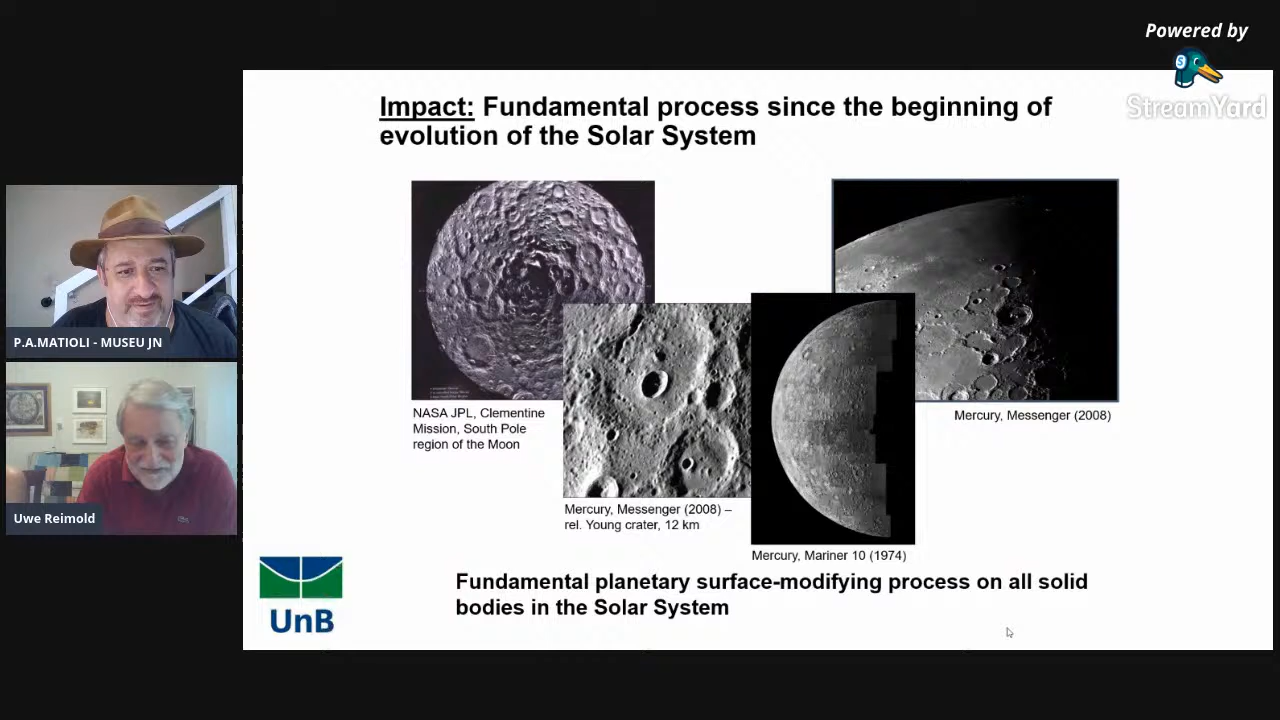 Powered by
StreamYard
Impact: Fundamental process since the beginning of
evolution of the Solar System
NASA JPL, Clementine
Mission, South Pole
region of the Moon
Mercury, Messenger (2008) –
rel. Young crater, 12 km
Mercury, Mariner 10 (1974)
Mercury, Messenger (2008)
Fundamental planetary surface-modifying process on all solid
bodies in the Solar System
UnB
P.A.MATIOLI - MUSEU JN
Uwe Reimold